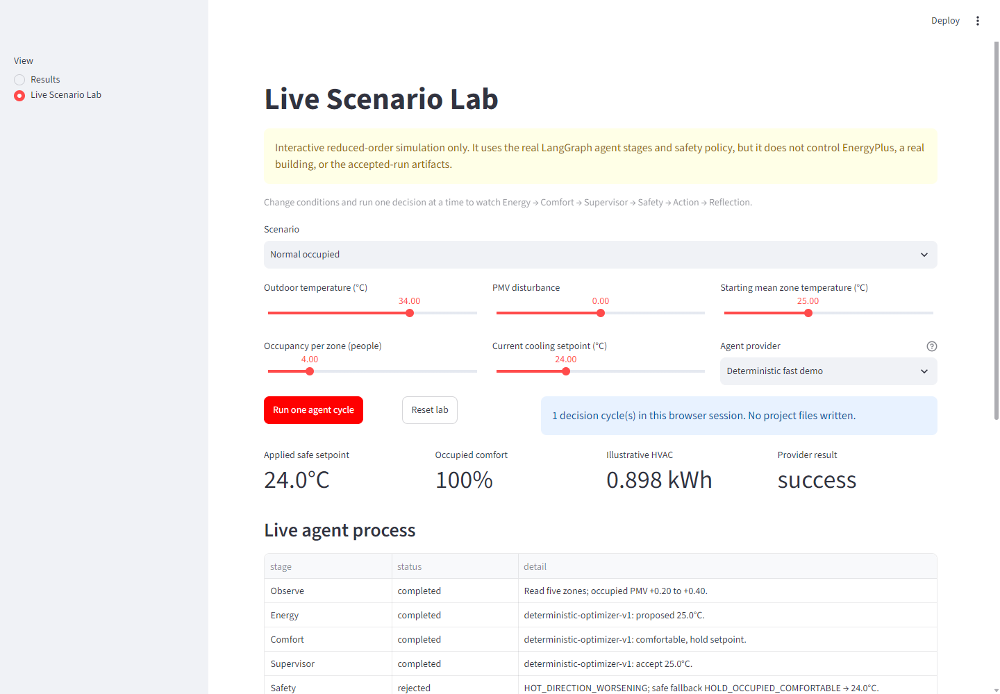 Deploy
View
Results
Live Scenario Lab
Live Scenario Lab
Interactive reduced-order simulation only. It uses the real LangGraph agent stages and safety policy, but it does not control EnergyPlus, a real
building, or the accepted-run artifacts.
Change conditions and run one decision at a time to watch Energy → Comfort → Supervisor → Safety → Action → Reflection.
Scenario
Normal occupied
Outdoor temperature (°C) PMV disturbance Starting mean zone temperature (°C)
34.00 0.00 25.00
Occupancy per zone (people) Current cooling setpoint (°C) Agent provider
4.00 24.00
Deterministic fast demo
Run one agent cycle Reset lab 1 decision cycle(s) in this browser session. No project files written.
Applied safe setpoint Occupied comfort Illustrative HVAC Provider result
24.0°C 100% 0.898 kWh success
Live agent process
stage status detail
Observe completed Read five zones; occupied PMV +0.20 to +0.40.
Energy completed deterministic-optimizer-v1: proposed 25.0°C.
Comfort completed deterministic-optimizer-v1: comfortable, hold setpoint.
Supervisor completed deterministic-optimizer-v1: accept 25.0°C.
Safety rejected HOT_DIRECTION_WORSENING; safe fallback HOLD_OCCUPIED_COMFORTABLE → 24.0°C.